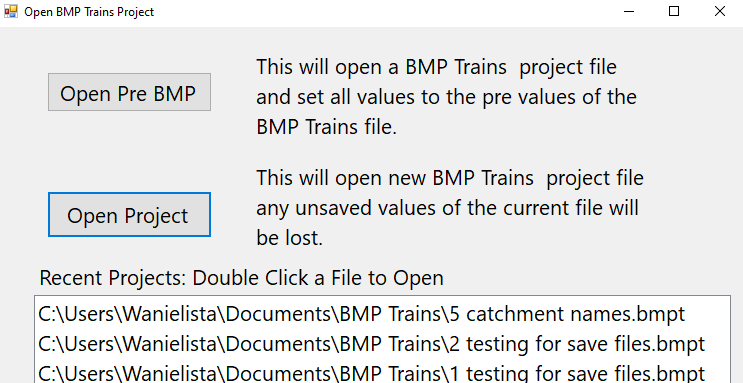 Open BMP Trains Project
Open Pre BMP
This will open a BMP Trains  project file
and set all values to the pre values of the
BMP Trains file.
Open Project
This will open new BMP Trains  project file
any unsaved values of the current file will
be lost.
Recent Projects: Double Click a File to Open
C:\Users\Wanielista\Documents\BMP Trains\5 catchment names.bmpt
C:\Users\Wanielista\Documents\BMP Trains\2 testing for save files.bmpt
C:\Users\Wanielista\Documents\BMP Trains\1 testing for save files.bmpt